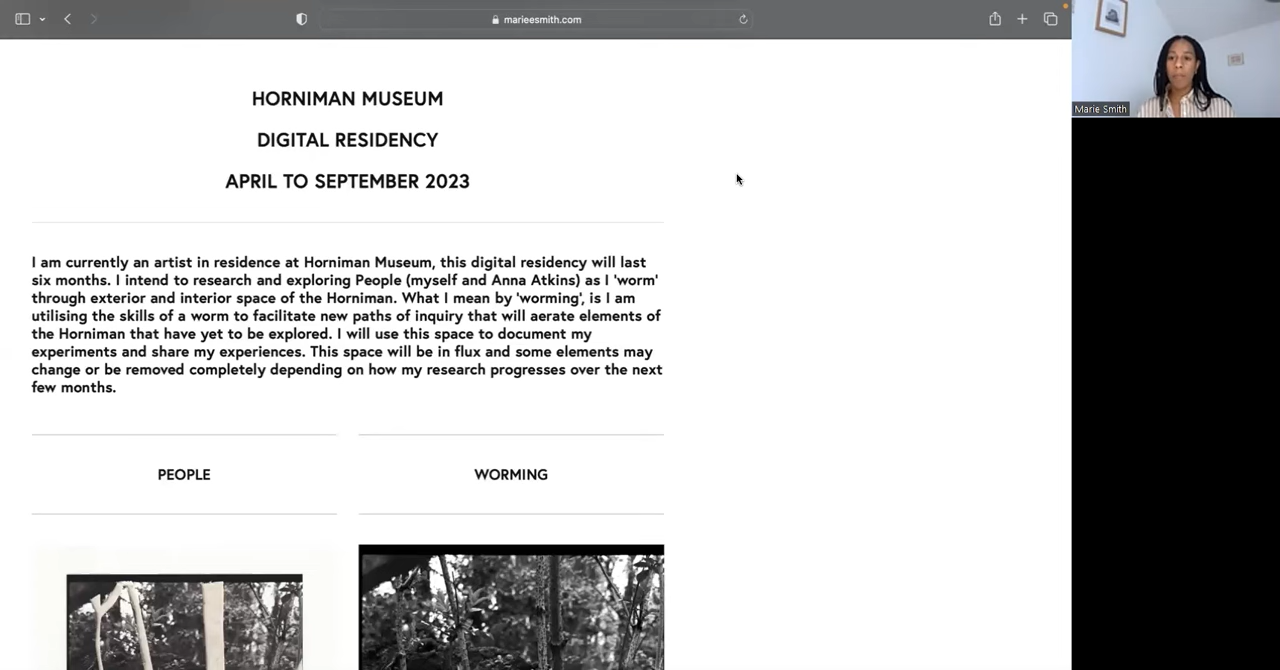 marieesmith.com
Marie Smith
HORNIMAN MUSEUM
DIGITAL RESIDENCY
APRIL TO SEPTEMBER 2023
I am currently an artist in residence at Horniman Museum, this digital residency will last
six months. I intend to research and exploring People (myself and Anna Atkins) as I 'worm'
through exterior and interior space of the Horniman. What I mean by 'worming', is I am
utilising the skills of a worm to facilitate new paths of inquiry that will aerate elements of
the Horniman that have yet to be explored. I will use this space to document my
experiments and share my experiences. This space will be in flux and some elements may
change or be removed completely depending on how my research progresses over the next
few months.
PEOPLE
WORMING